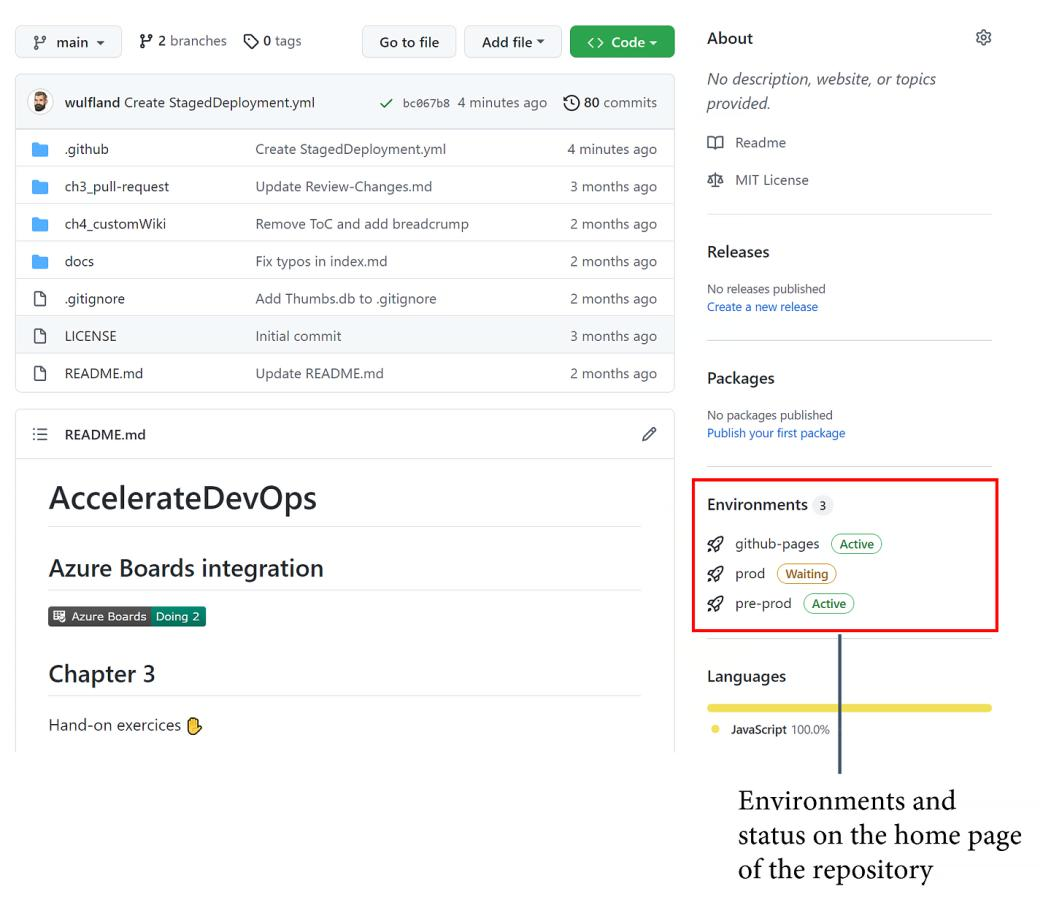 main 2 branches 0 tags Go to file Add file Code
wulfland Create StagedDeployment.yml bc067b8 4 minutes ago 80 commits
.github Create StagedDeployment.yml 4 minutes ago
ch3_pull-request Update Review-Changes.md 3 months ago
ch4_customWiki Remove ToC and add breadcrump 2 months ago
docs Fix typos in index.md 2 months ago
.gitignore Add Thumbs.db to .gitignore 2 months ago
LICENSE Initial commit 3 months ago
README.md Update README.md 2 months ago
README.md
AccelerateDevOps
Azure Boards integration
Azure Boards Doing 2
Chapter 3
Hand-on exercices ✋
About
No description, website, or topics
provided.
Readme
MIT License
Releases
No releases published
Create a new release
Packages
No packages published
Publish your first package
Environments 3
github-pages Active
prod Waiting
pre-prod Active
Languages
JavaScript 100.0%
Environments and
status on the home page
of the repository